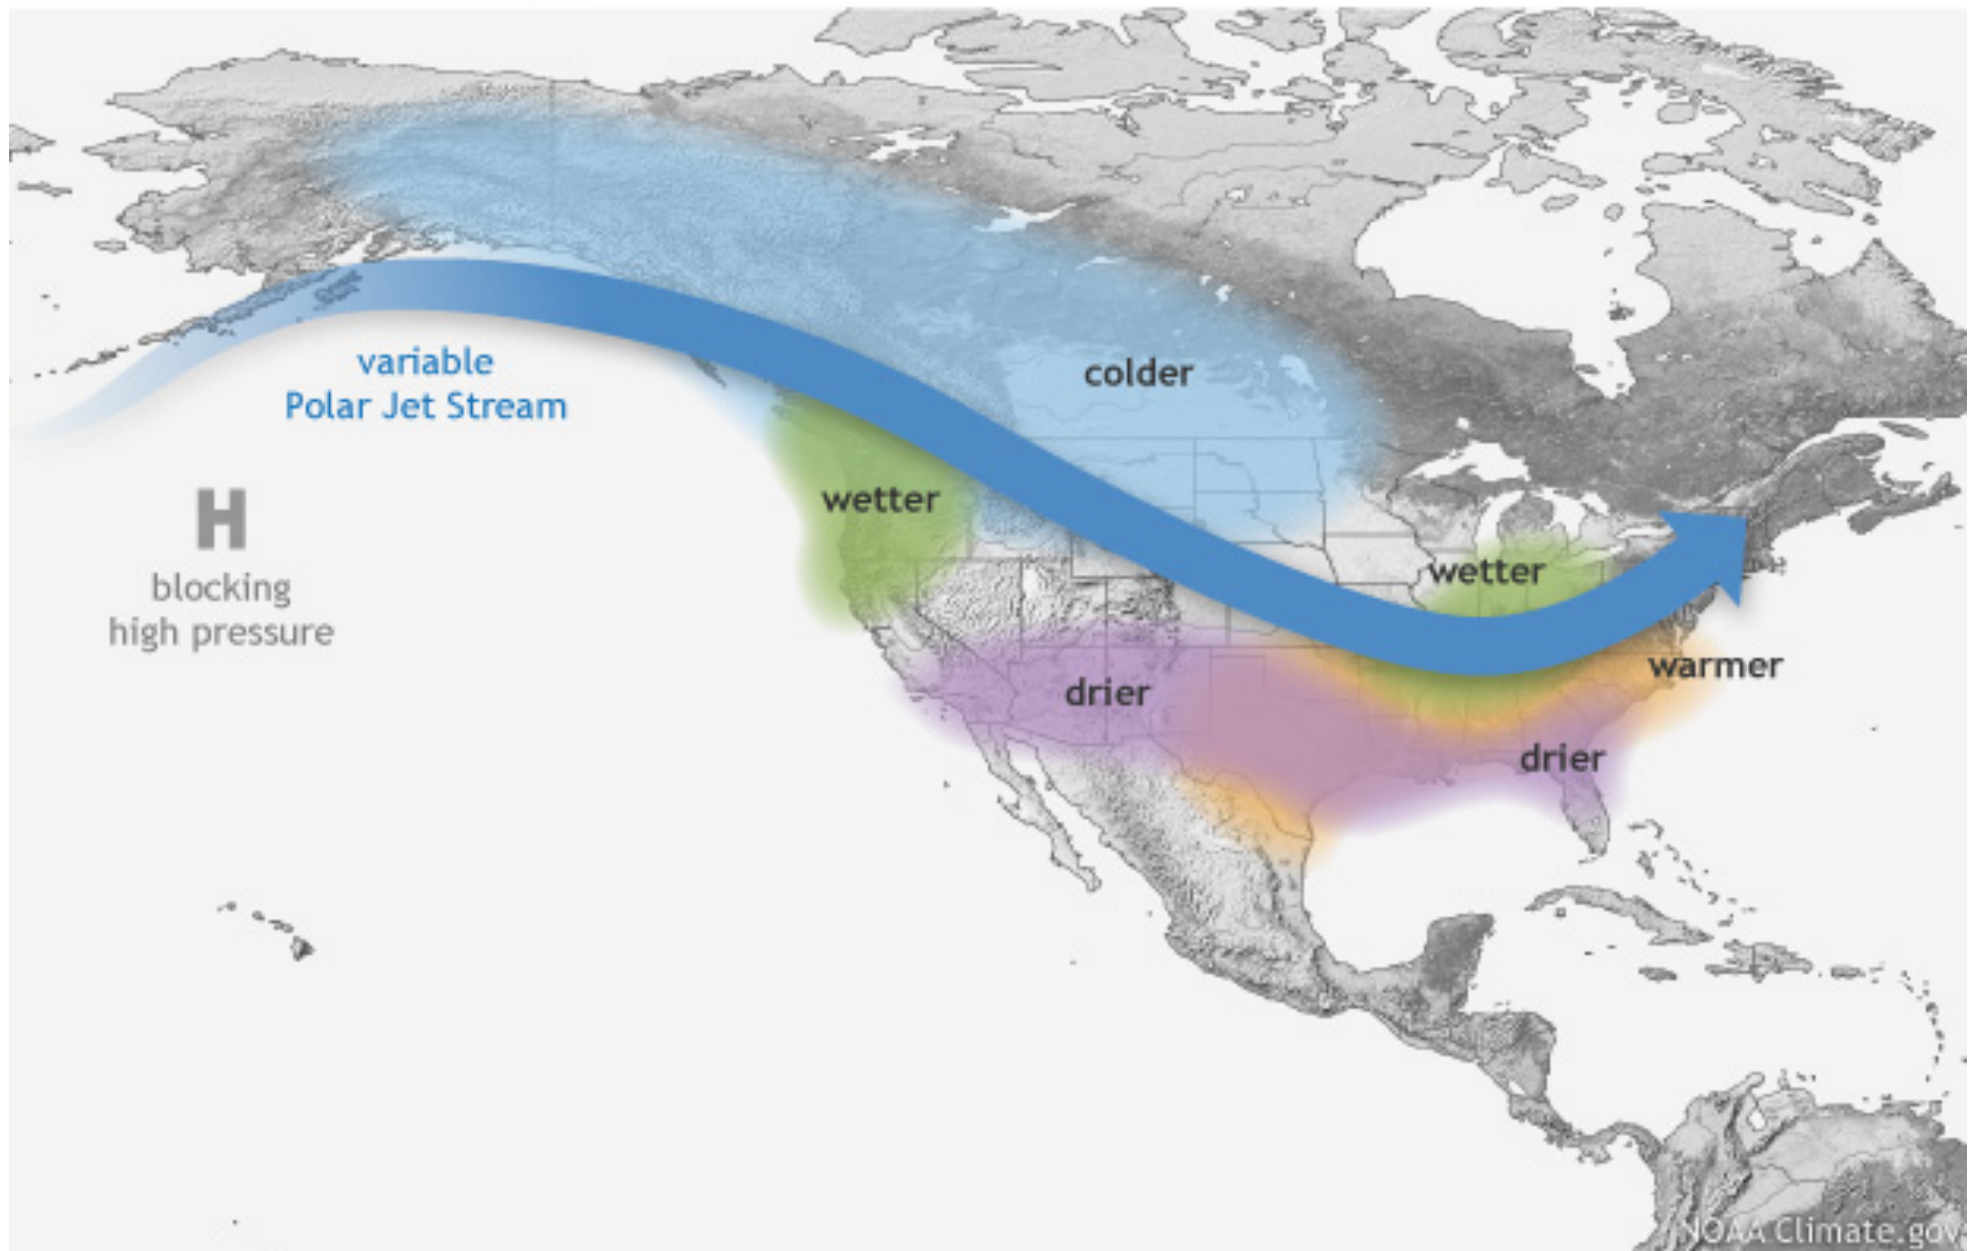 variable
Polar Jet Stream
colder
wetter
H
blocking
high pressure
wetter
warmer
drier
drier
NOAA Climate.gov